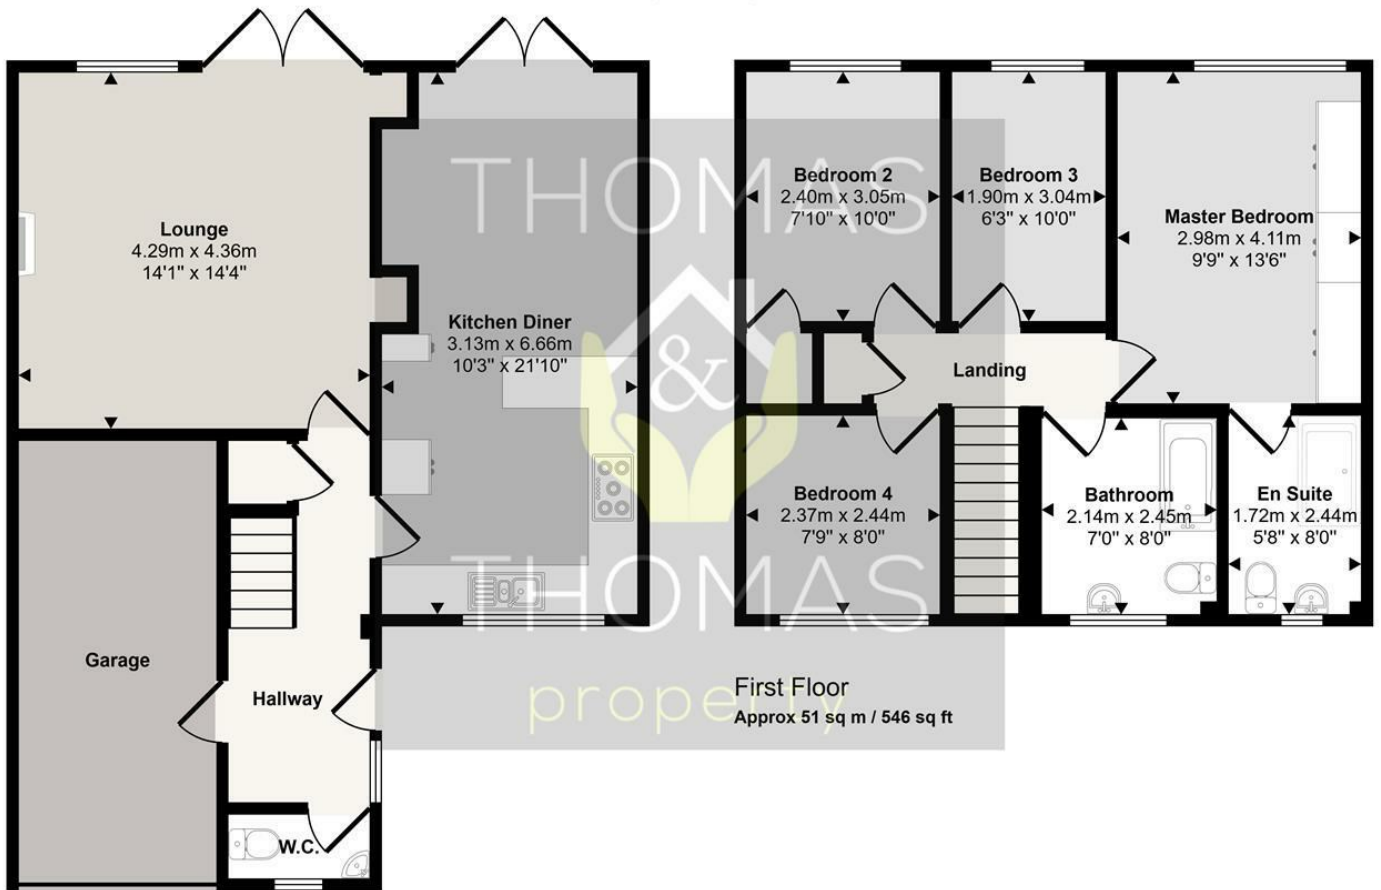 Lounge
4.29m x 4.36m
14'1" x 14'4"
Kitchen Diner
3.13m x 6.66m
10'3" x 21'10"
Garage
Hallway
W.C.
Bedroom 2
2.40m x 3.05m
7'10" x 10'0"
Bedroom 3
1.90m x 3.04m
6'3" x 10'0"
Master Bedroom
2.98m x 4.11m
9'9" x 13'6"
Landing
Bedroom 4
2.37m x 2.44m
7'9" x 8'0"
Bathroom
2.14m x 2.45m
7'0" x 8'0"
En Suite
1.72m x 2.44m
5'8" x 8'0"
First Floor
Approx 51 sq m / 546 sq ft
THOMAS
&
THOMAS
property